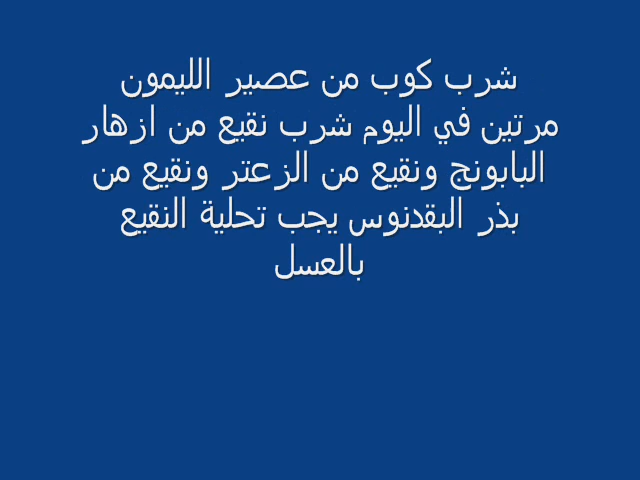 شرب كوب من عصير الليمون
مرتين في اليوم شرب نقيع من ازهار
البابونج ونقيع من الزعتر ونقيع من
بذر البقدنوس يجب تحلية النقيع
بالعسل